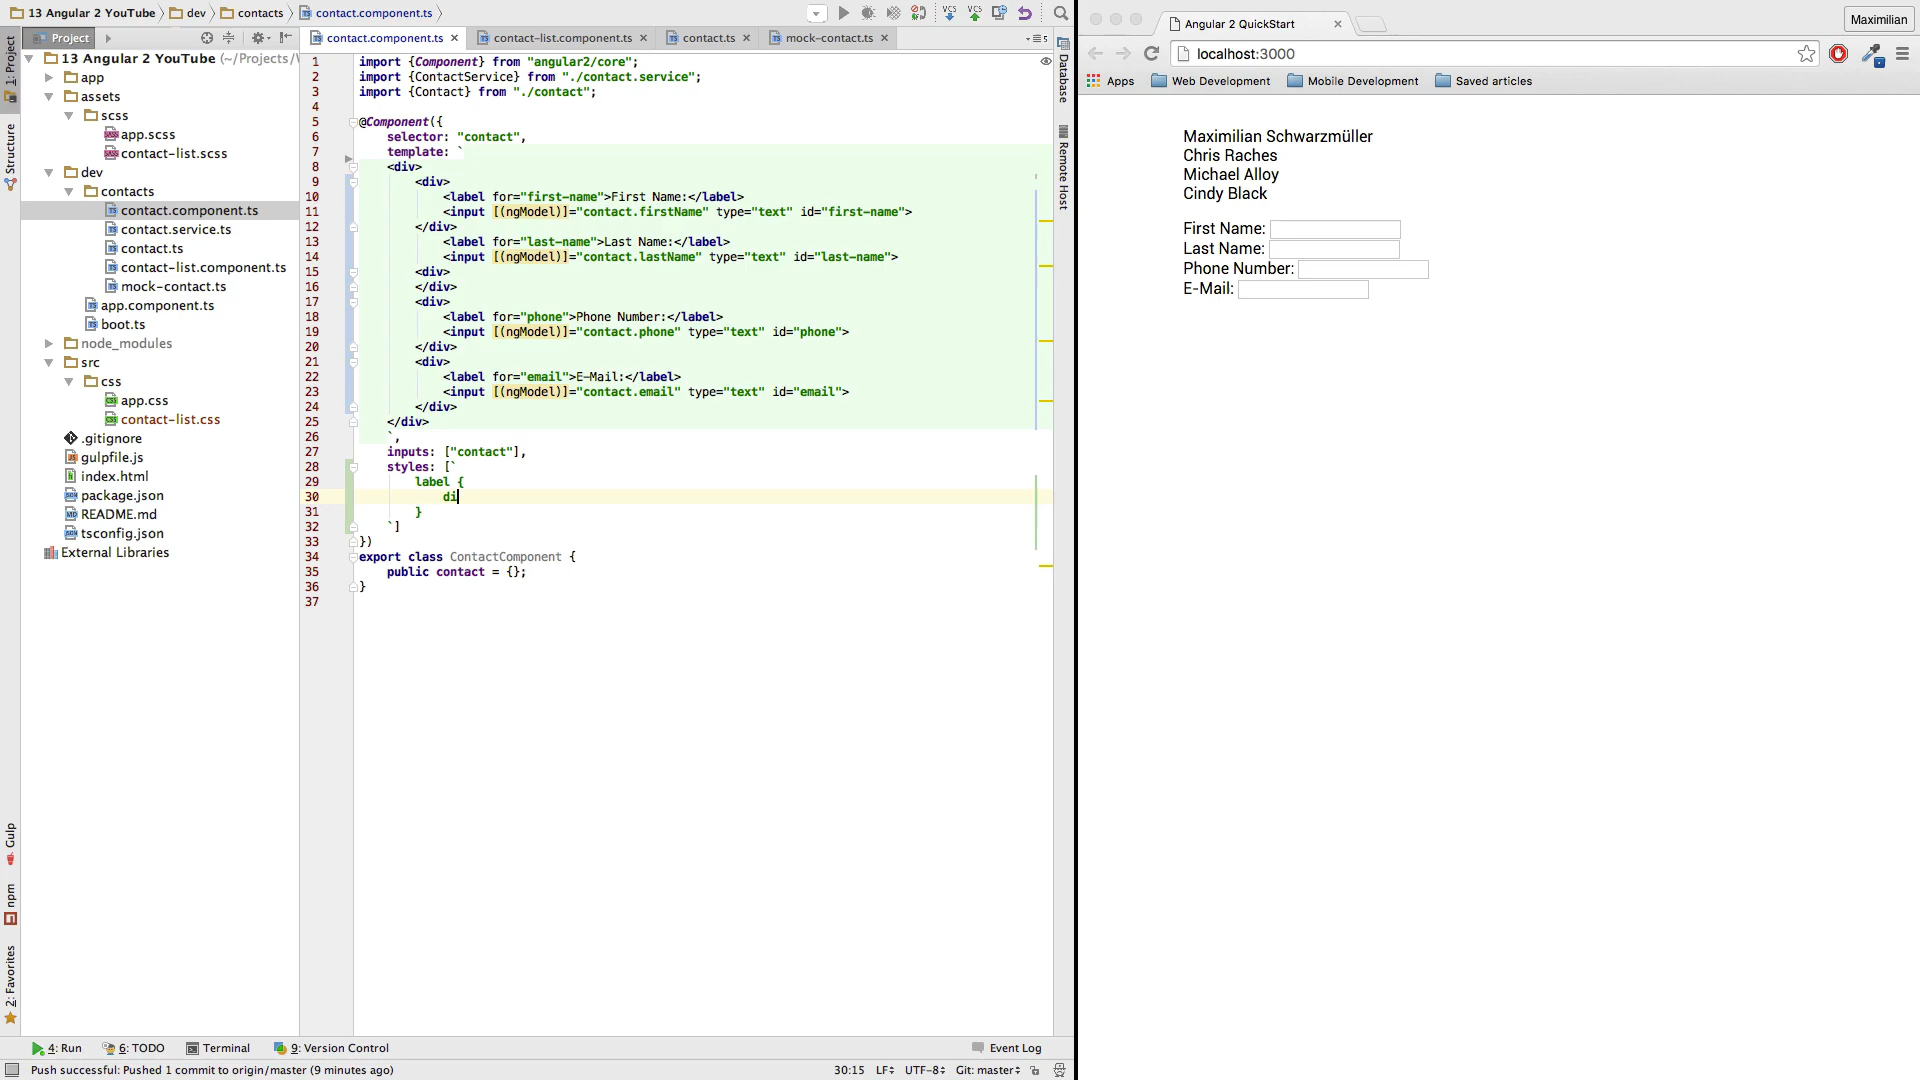 13 Angular 2 YouTube dev contacts contact.component.ts
Project
contact.component.ts contact-list.component.ts contact.ts mock-contact.ts
1: Project
Structure
Gulp
npm
2: Favorites
13 Angular 2 YouTube (~/Projects/
app
assets
scss
app.scss
contact-list.scss
dev
contacts
contact.component.ts
contact.service.ts
contact.ts
contact-list.component.ts
mock-contact.ts
app.component.ts
boot.ts
node_modules
src
css
app.css
contact-list.css
.gitignore
gulpfile.js
index.html
package.json
README.md
tsconfig.json
External Libraries
1 import {Component} from "angular2/core";
2 import {ContactService} from "./contact.service";
3 import {Contact} from "./contact";
4
5 @Component({
6 selector: "contact",
7 template: `
8 <div>
9 <div>
10 <label for="first-name">First Name:</label>
11 <input [(ngModel)]="contact.firstName" type="text" id="first-name">
12 </div>
13 <label for="last-name">Last Name:</label>
14 <input [(ngModel)]="contact.lastName" type="text" id="last-name">
15 <div>
16 </div>
17 <div>
18 <label for="phone">Phone Number:</label>
19 <input [(ngModel)]="contact.phone" type="text" id="phone">
20 </div>
21 <div>
22 <label for="email">E-Mail:</label>
23 <input [(ngModel)]="contact.email" type="text" id="email">
24 </div>
25 </div>
26 `,
27 inputs: ["contact"],
28 styles: [`
29 label {
30 di
31 }
32 `]
33 })
34 export class ContactComponent {
35 public contact = {};
36 }
37
Database
Remote Host
4: Run 6: TODO Terminal 9: Version Control Event Log
Push successful: Pushed 1 commit to origin/master (9 minutes ago) 30:15 LF UTF-8 Git: master
Angular 2 QuickStart Maximilian
localhost:3000
Apps Web Development Mobile Development Saved articles
Maximilian Schwarzmüller
Chris Raches
Michael Alloy
Cindy Black
First Name:
Last Name:
Phone Number:
E-Mail: